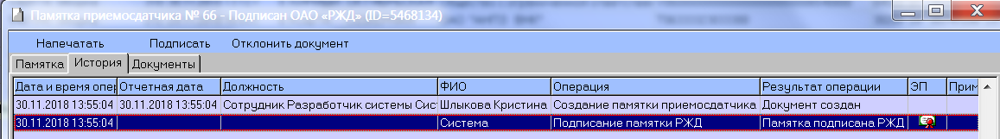 Памятка приемосдатчика № 66 - Подписан ОАО «РЖД» (ID=5468134)
Напечатать Подписать Отклонить документ
Памятка История Документы
Дата и время опер Отчетная дата Должность ФИО Операция Результат операции ЭП Прим
30.11.2018 13:55:04 30.11.2018 13:55:04 Сотрудник Разработчик системы Сис Шлыкова Кристина Создание памятки приемосдатчика Документ создан
30.11.2018 13:55:04 Система Подписание памятки РЖД Памятка подписана РЖД